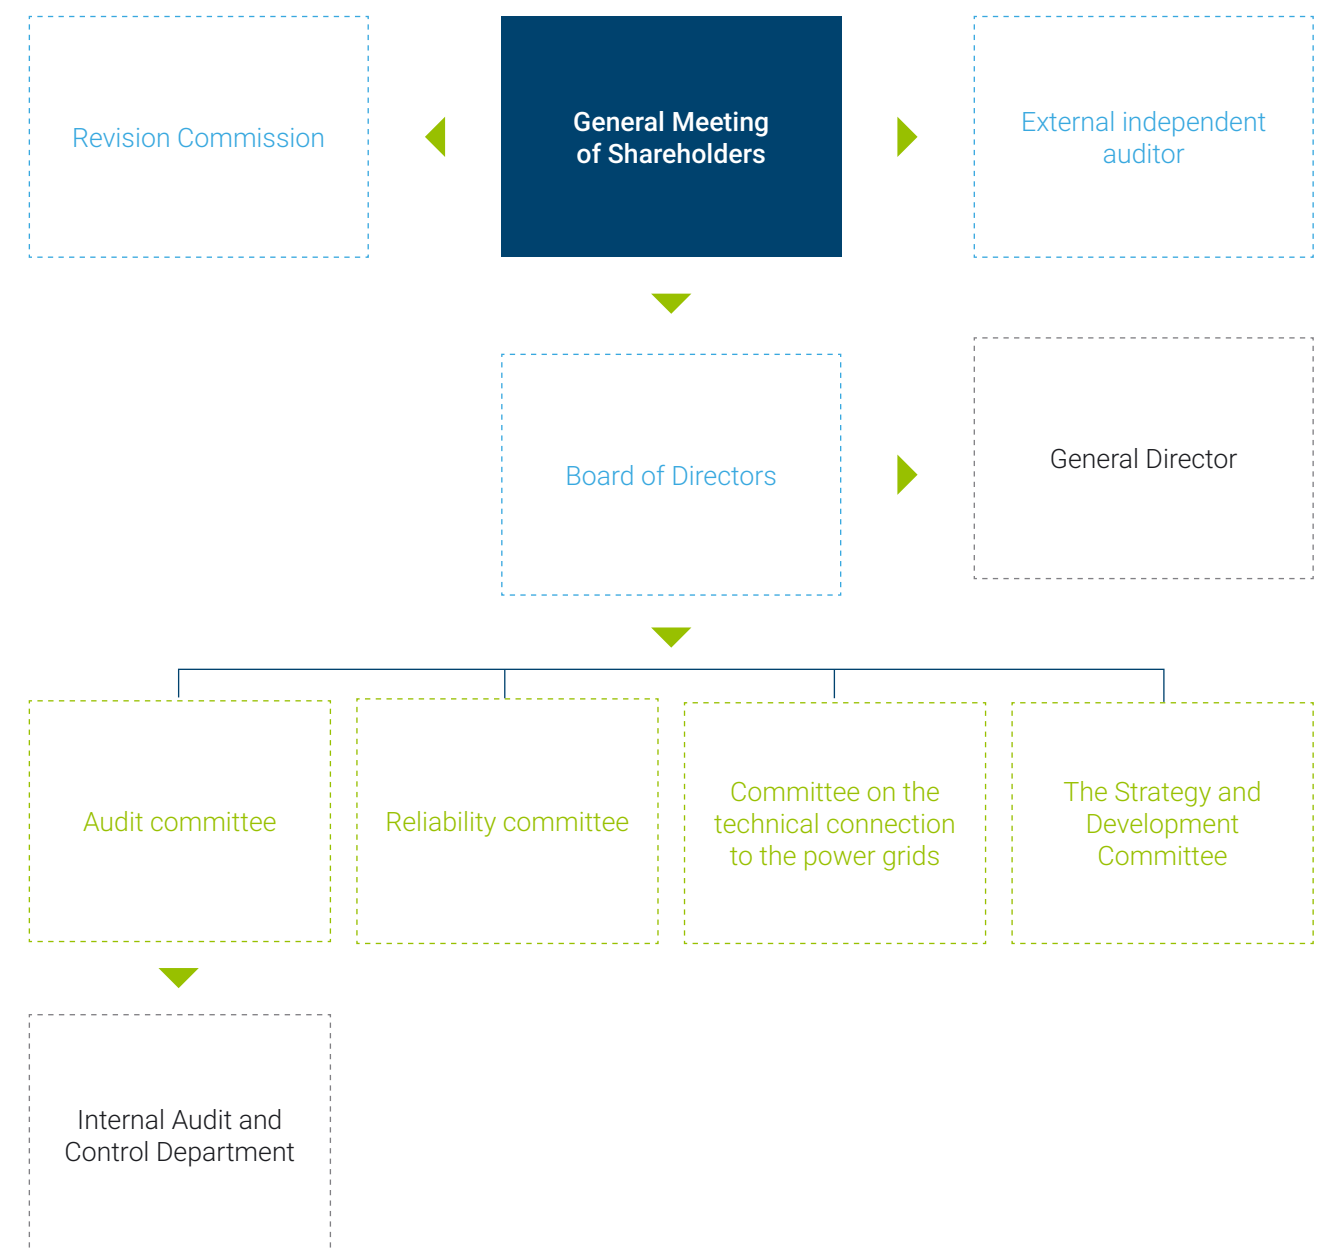 Revision Commission
General Meeting
of Shareholders
External independent
auditor
Board of Directors
General Director
Audit committee
Reliability committee
Committee on the
technical connection
to the power grids
The Strategy and
Development
Committee
Internal Audit and
Control Department